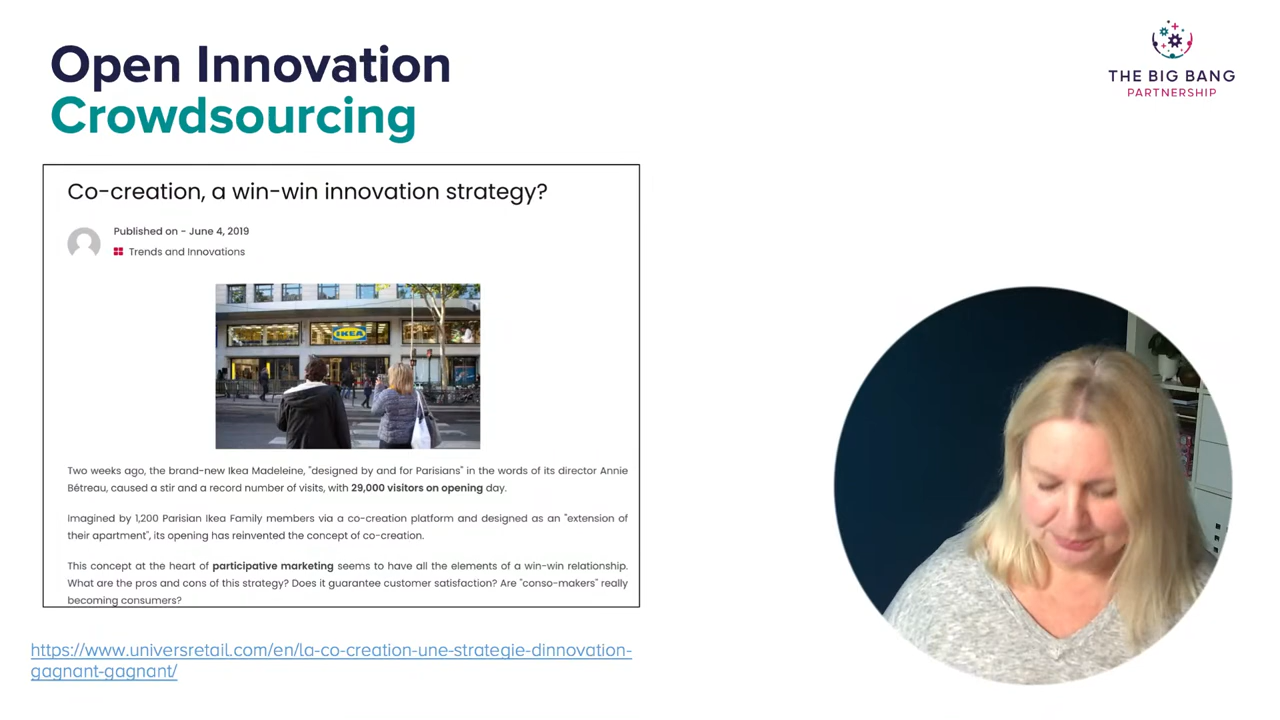 Open Innovation
Crowdsourcing
THE BIG BANG
PARTNERSHIP
Co-creation, a win-win innovation strategy?
Published on - June 4, 2019
Trends and Innovations
IKEA
Two weeks ago, the brand-new Ikea Madeleine, "designed by and for Parisians" in the words of its director Annie
Bétreau, caused a stir and a record number of visits, with 29,000 visitors on opening day.
Imagined by 1,200 Parisian Ikea Family members via a co-creation platform and designed as an "extension of
their apartment", its opening has reinvented the concept of co-creation.
This concept at the heart of participative marketing seems to have all the elements of a win-win relationship.
What are the pros and cons of this strategy? Does it guarantee customer satisfaction? Are "conso-makers" really
becoming consumers?
https://www.universretail.com/en/la-co-creation-une-strategie-dinnovation-
gagnant-gagnant/